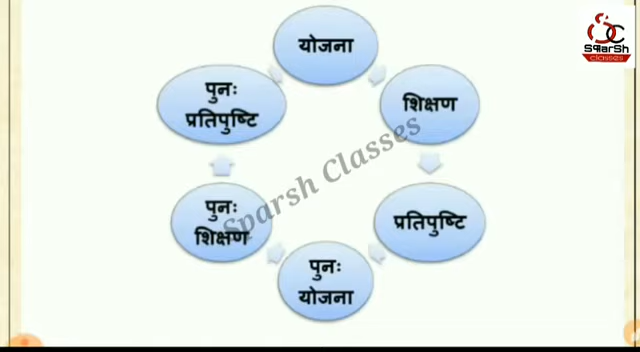 योजना
शिक्षण
प्रतिपुष्टि
पुनः
योजना
पुनः
शिक्षण
पुनः
प्रतिपुष्टि
Sparsh Classes
SParSh
classes